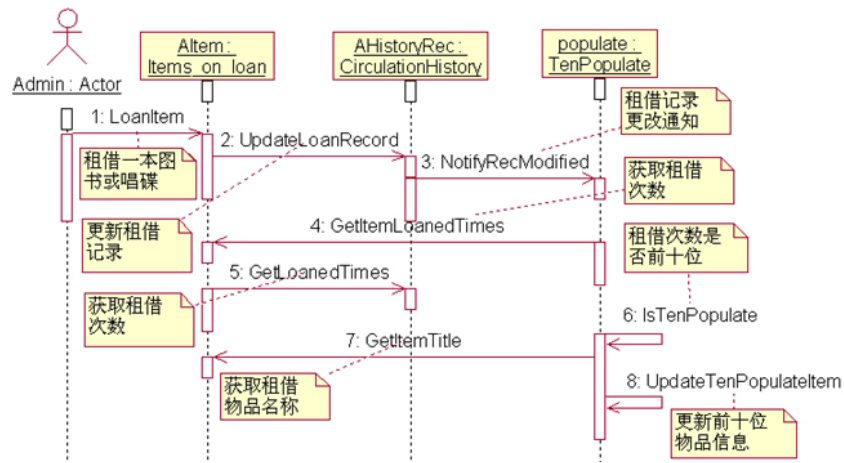 AItem :
Items_on_loan
AHistoryRec :
CirculationHistory
populate :
TenPopulate
Admin : Actor
1: LoanItem
租借一本图
书或唱碟
2: UpdateLoanRecord
租借记录
更改通知
3: NotifyRecModified
获取租借
次数
更新租借
记录
4: GetItemLoanedTimes
租借次数是
否前十位
5: GetLoanedTimes
获取租借
次数
6: IsTenPopulate
7: GetItemTitle
获取租借
物品名称
8: UpdateTenPopulateItem
更新前十位
物品信息